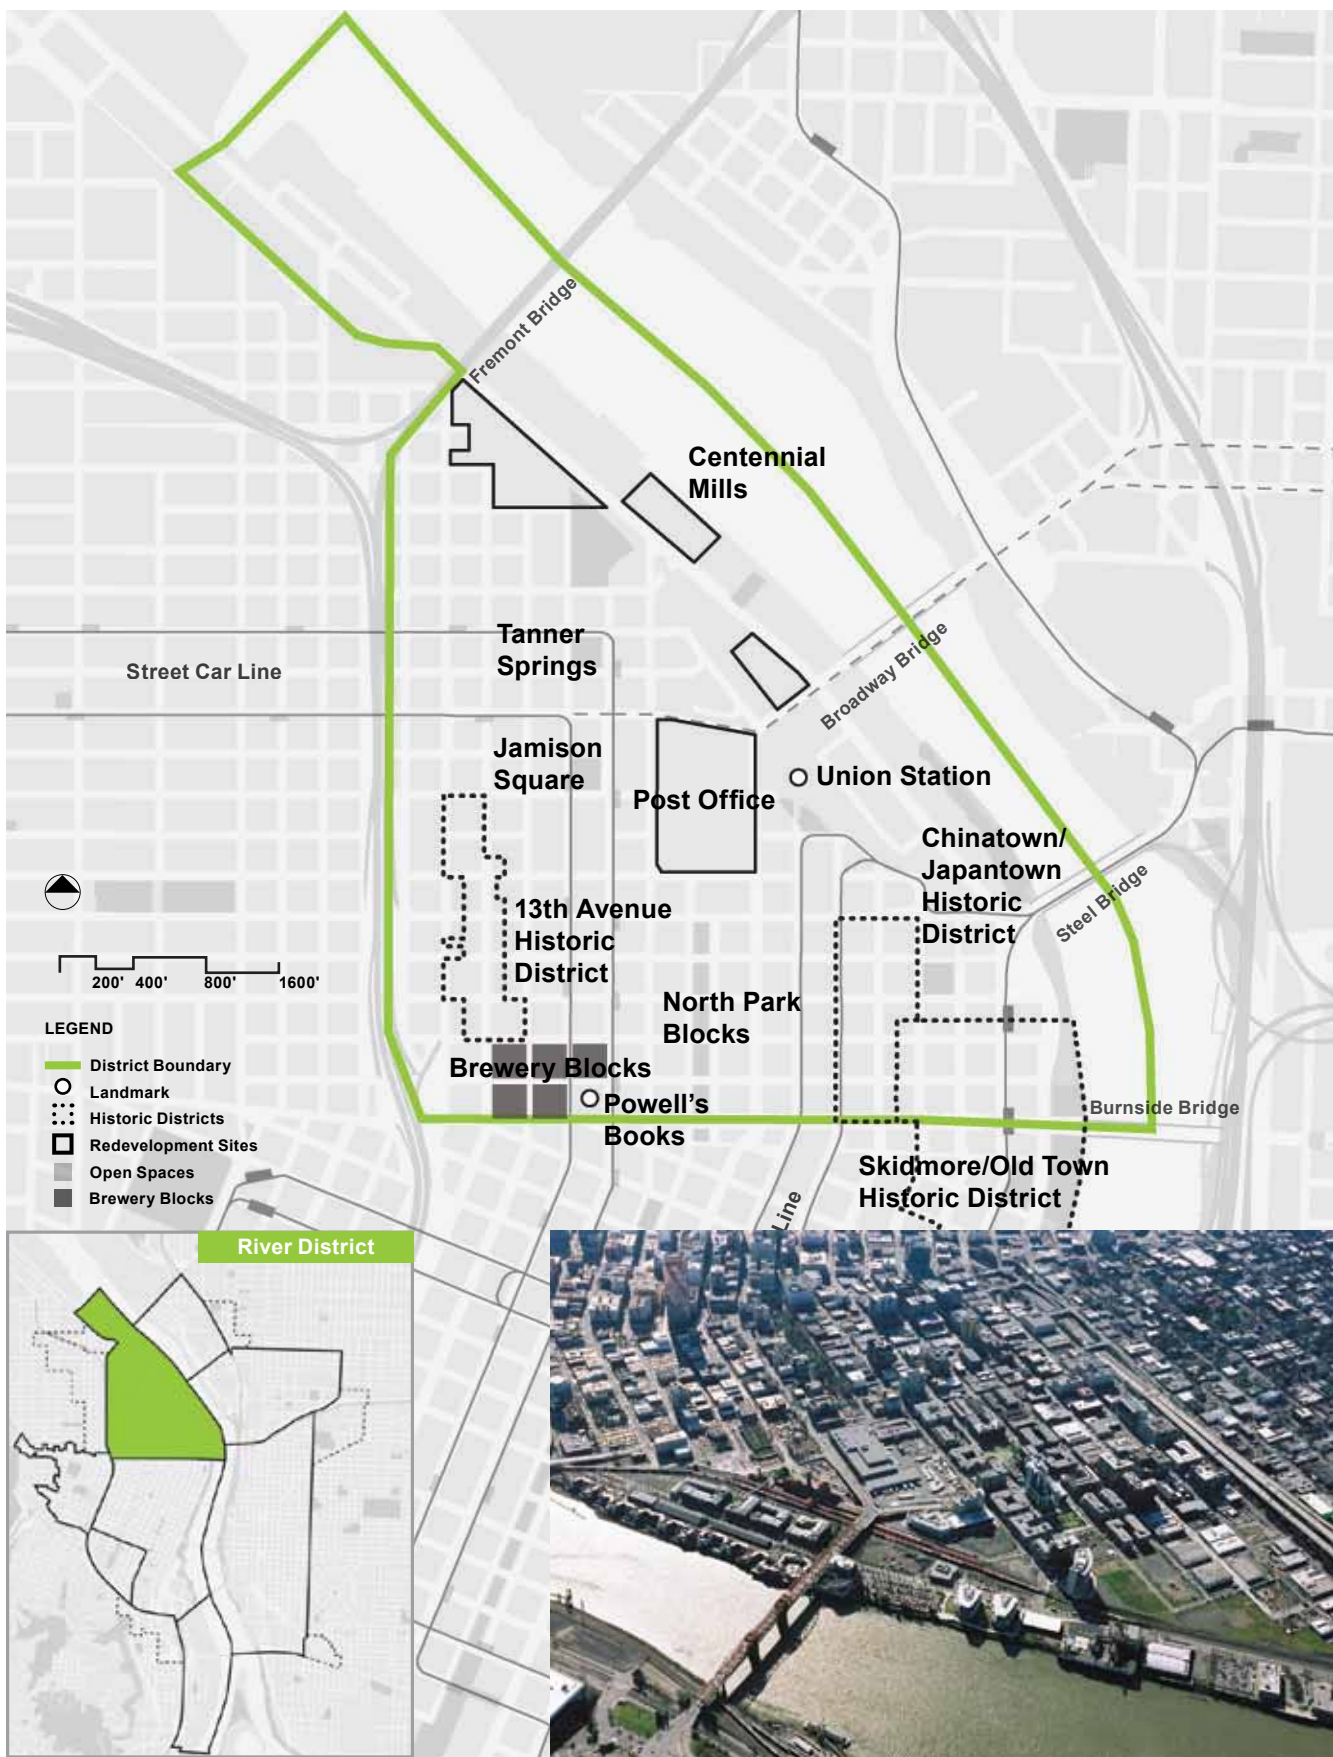 Fremont Bridge
Centennial
Mills
Tanner
Springs
Street Car Line
Broadway Bridge
Jamison
Square
Post Office
Union Station
Chinatown/
Japantown
Historic
District
Steel Bridge
13th Avenue
Historic
District
North Park
Blocks
200' 400' 800' 1600'
LEGEND
District Boundary
Landmark
Historic Districts
Redevelopment Sites
Open Spaces
Brewery Blocks
Brewery Blocks
Powell's
Books
Burnside Bridge
Skidmore/Old Town
Historic District
Line
River District